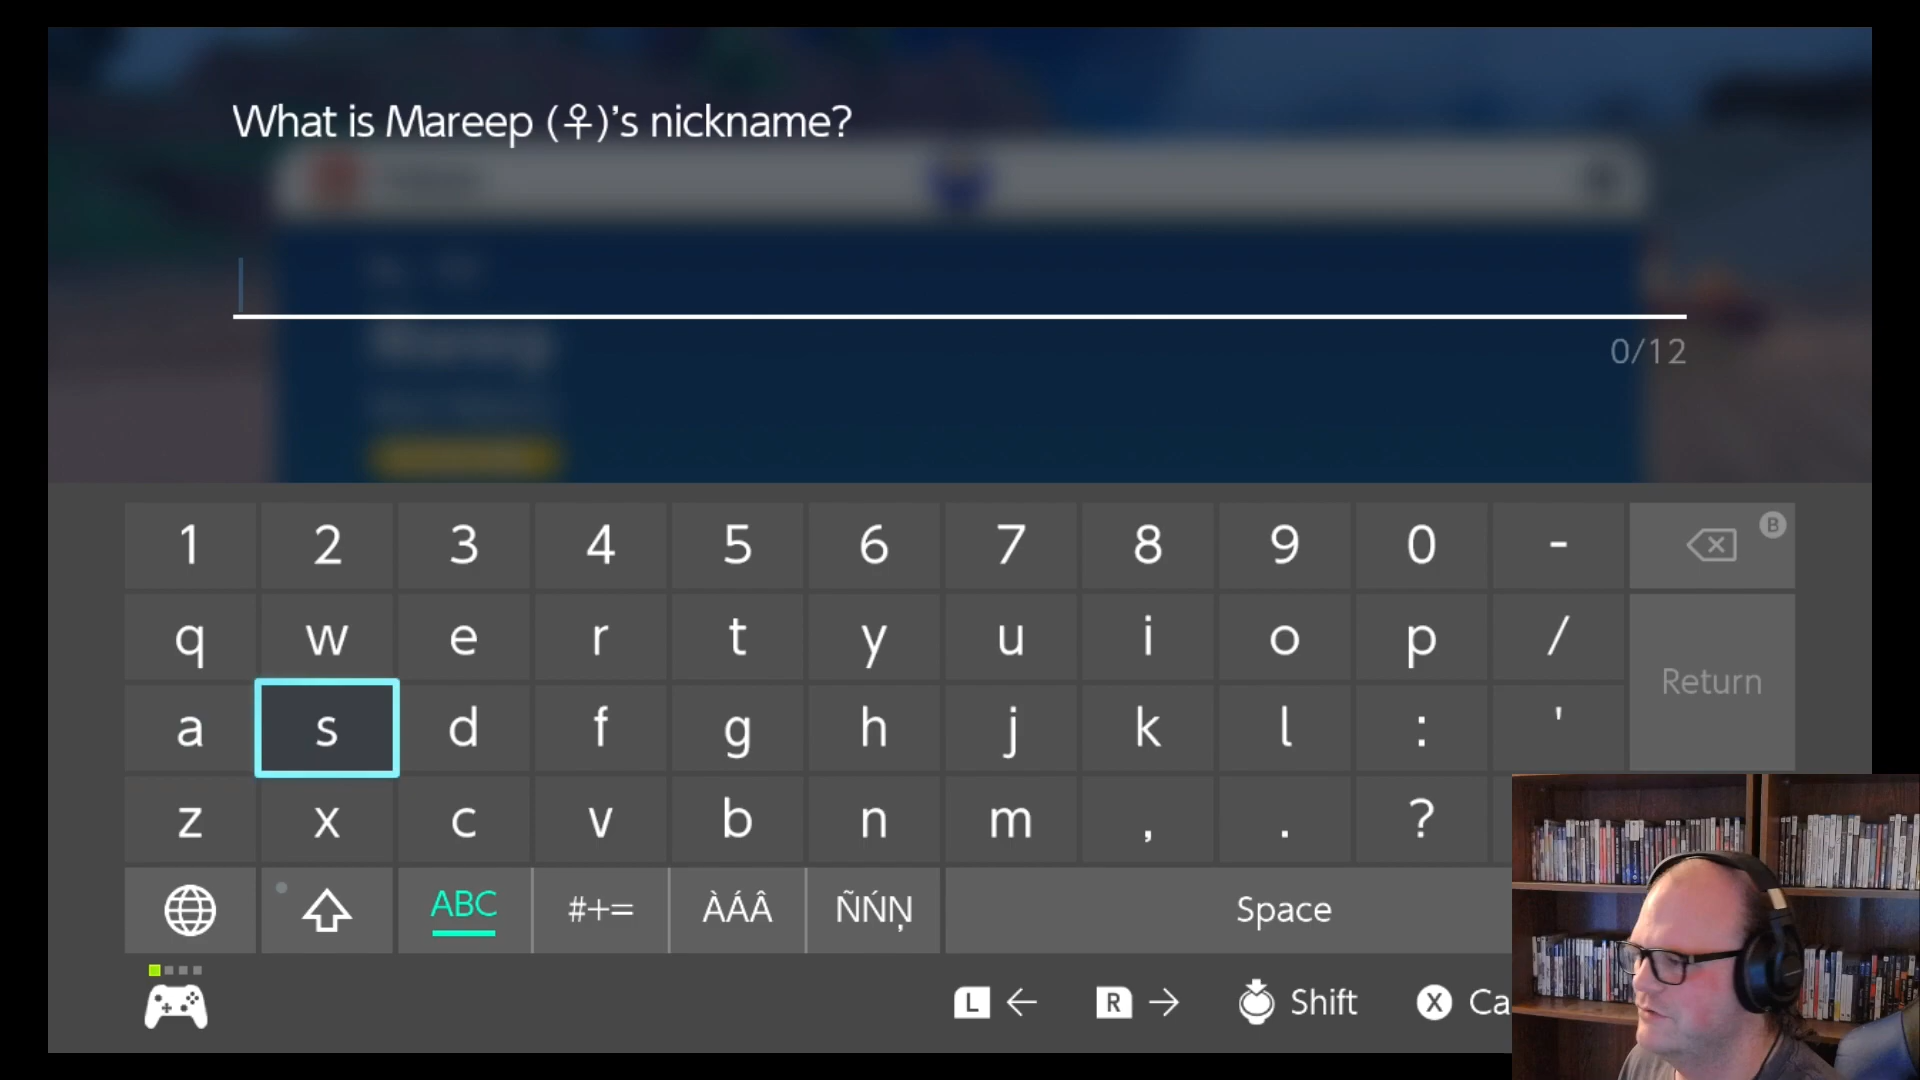 What is Mareep (♀)'s nickname?
0/12
1 2 3 4 5 6 7 8 9 0 - B
q w e r t y u i o p /
Return
a s d f g h j k l : '
z x c v b n m , . ?
ABC #+= ÀÁÂ ÑŃŅ Space
L ← R → Shift X Ca